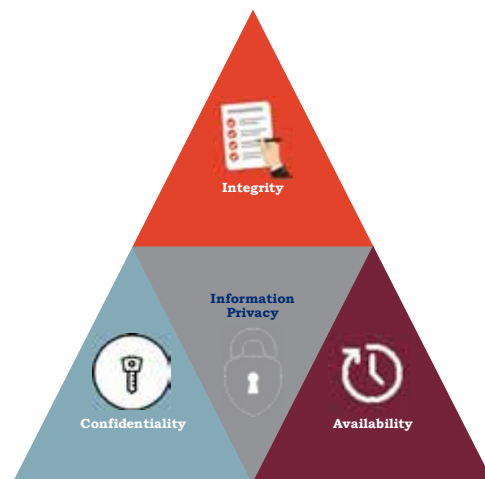 Integrity
Information
Privacy
Confidentiality
Availability